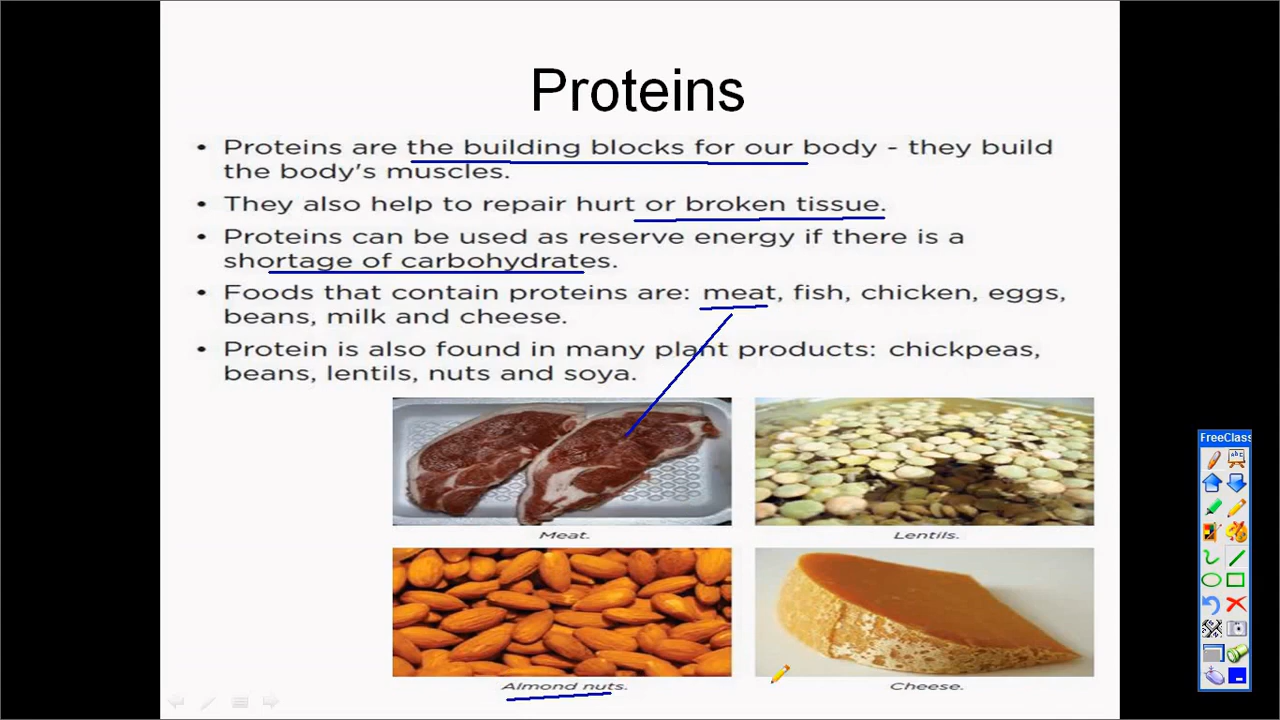 Proteins
• Proteins are the building blocks for our body - they build
the body's muscles.
• They also help to repair hurt or broken tissue.
• Proteins can be used as reserve energy if there is a
shortage of carbohydrates.
• Foods that contain proteins are: meat, fish, chicken, eggs,
beans, milk and cheese.
• Protein is also found in many plant products: chickpeas,
beans, lentils, nuts and soya.
Meat.
Lentils.
Almond nuts.
Cheese.
FreeClass